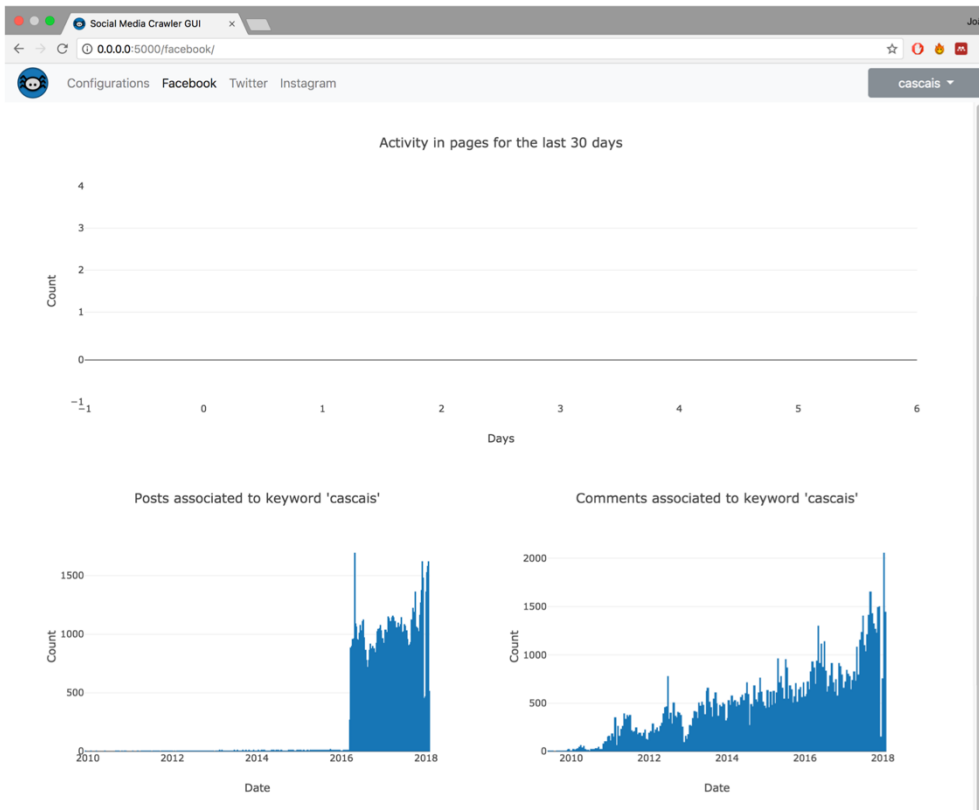 Social Media Crawler GUI ×
Joa
0.0.0.0:5000/facebook/
Configurations Facebook Twitter Instagram cascais
Activity in pages for the last 30 days
4
3
2
1
0
−1
Count
−1 0 1 2 3 4 5 6
Days
Posts associated to keyword 'cascais'
1500
1000
500
0
Count
2010 2012 2014 2016 2018
Date
Comments associated to keyword 'cascais'
2000
1500
1000
500
0
Count
2010 2012 2014 2016 2018
Date